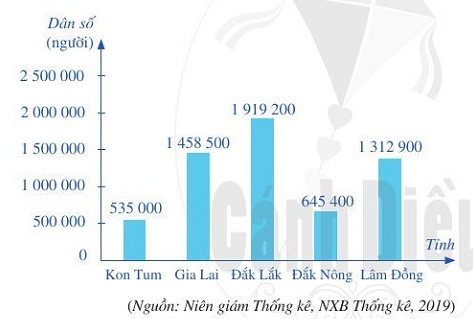 Dân số
(người)
2 500 000
2 000 000
1 500 000
1 000 000
500 000
0
535 000
1 458 500
1 919 200
645 400
1 312 900
Tỉnh
Kon Tum Gia Lai Đắk Lắk Đắk Nông Lâm Đồng
Cánh Diều
(Nguồn: Niên giám Thống kê, NXB Thống kê, 2019)